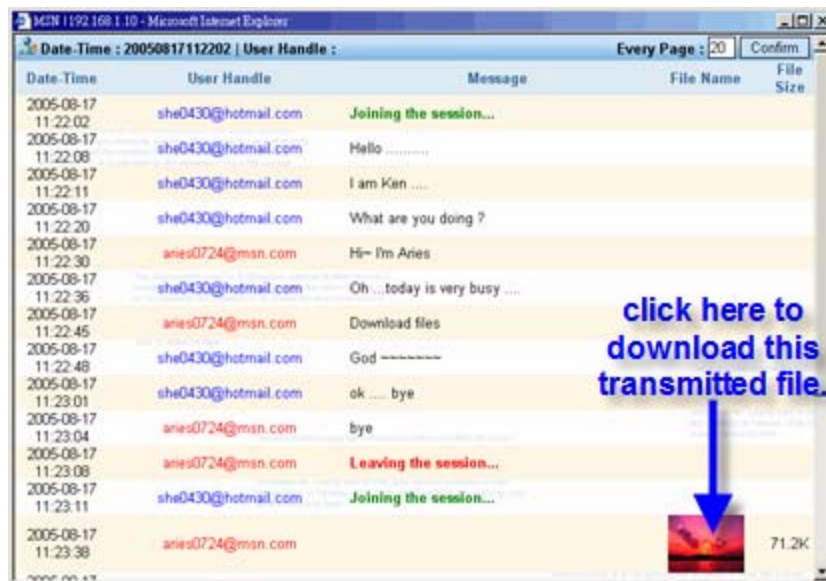 MSN | 192.168.1.10 - Microsoft Internet Explorer
Date-Time : 20050817112202 | User Handle : Every Page : 20 Confirm
Date-Time User Handle Message File Name File Size
2005-08-17 11:22:02 she0430@hotmail.com Joining the session...
2005-08-17 11:22:08 she0430@hotmail.com Hello ..........
2005-08-17 11:22:11 she0430@hotmail.com I am Ken ....
2005-08-17 11:22:20 she0430@hotmail.com What are you doing ?
2005-08-17 11:22:30 aries0724@msn.com Hi~ I'm Aries
2005-08-17 11:22:36 she0430@hotmail.com Oh ...today is very busy ....
2005-08-17 11:22:45 aries0724@msn.com Download files
2005-08-17 11:22:48 she0430@hotmail.com God ~~~~~~~
2005-08-17 11:23:01 she0430@hotmail.com ok .... bye
2005-08-17 11:23:04 aries0724@msn.com bye
2005-08-17 11:23:08 aries0724@msn.com Leaving the session...
2005-08-17 11:23:11 she0430@hotmail.com Joining the session...
2005-08-17 11:23:38 aries0724@msn.com 71.2K
click here to
download this
transmitted file.